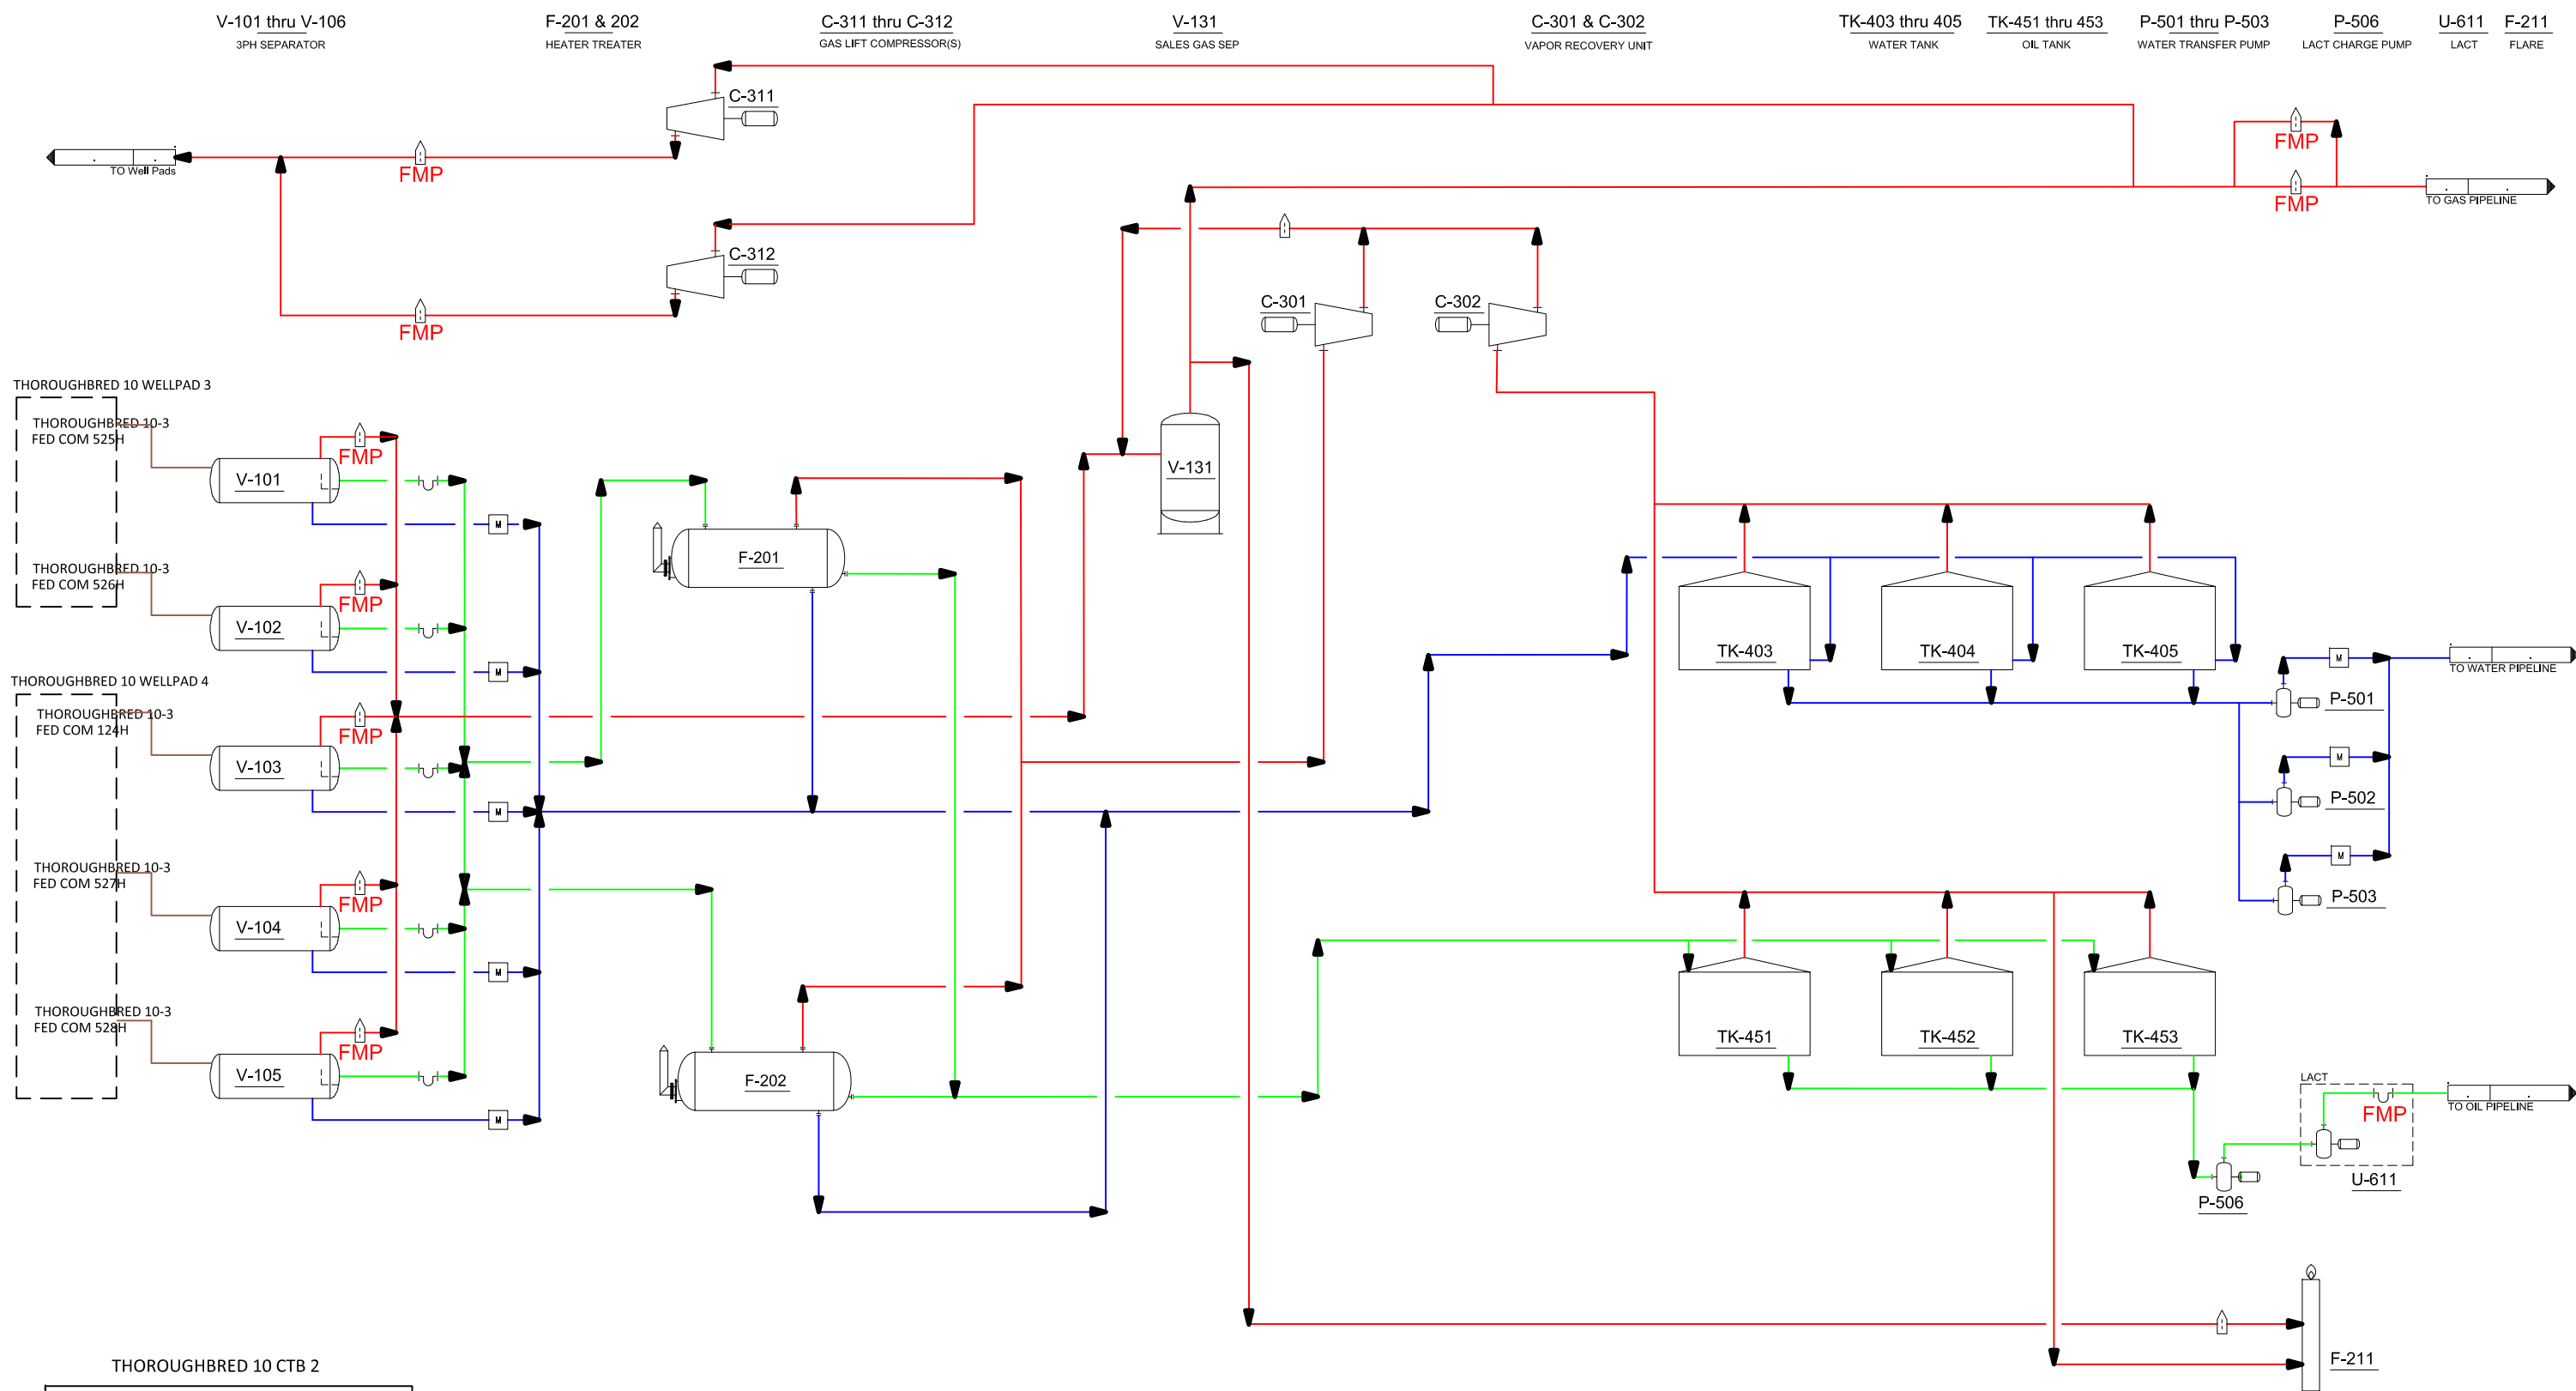 V-101 thru V-106
3PH SEPARATOR
F-201 & 202
HEATER TREATER
C-311 thru C-312
GAS LIFT COMPRESSOR(S)
V-131
SALES GAS SEP
C-301 & C-302
VAPOR RECOVERY UNIT
TK-403 thru 405
WATER TANK
TK-451 thru 453
OIL TANK
P-501 thru P-503
WATER TRANSFER PUMP
P-506
LACT CHARGE PUMP
U-611
LACT
F-211
FLARE
C-311
TO Well Pads
FMP
FMP
FMP
TO GAS PIPELINE
C-312
FMP
C-301
C-302
THOROUGHBRED 10 WELLPAD 3
THOROUGHBRED 10-3
FED COM 525H
FMP
V-101
M
THOROUGHBRED 10-3
FED COM 526H
FMP
V-102
M
THOROUGHBRED 10 WELLPAD 4
THOROUGHBRED 10-3
FED COM 124H
FMP
V-103
M
THOROUGHBRED 10-3
FED COM 527H
FMP
V-104
M
THOROUGHBRED 10-3
FED COM 528H
FMP
V-105
M
F-201
F-202
V-131
TK-403
TK-404
TK-405
M
TO WATER PIPELINE
P-501
M
P-502
M
P-503
TK-451
TK-452
TK-453
LACT
FMP
TO OIL PIPELINE
U-611
P-506
F-211
THOROUGHBRED 10 CTB 2